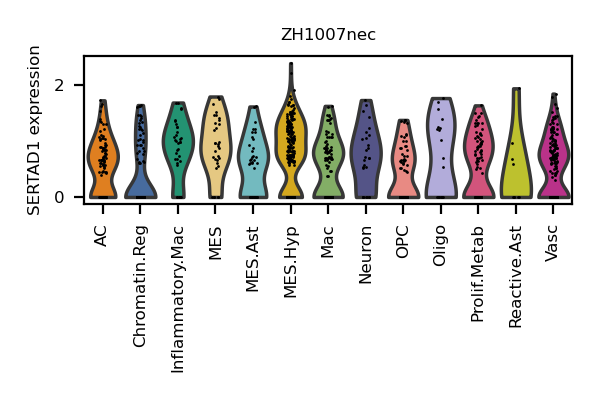 ZH1007nec
SERTAD1 expression
2
0
AC
Chromatin.Reg
Inflammatory.Mac
MES
MES.Ast
MES.Hyp
Mac
Neuron
OPC
Oligo
Prolif.Metab
Reactive.Ast
Vasc